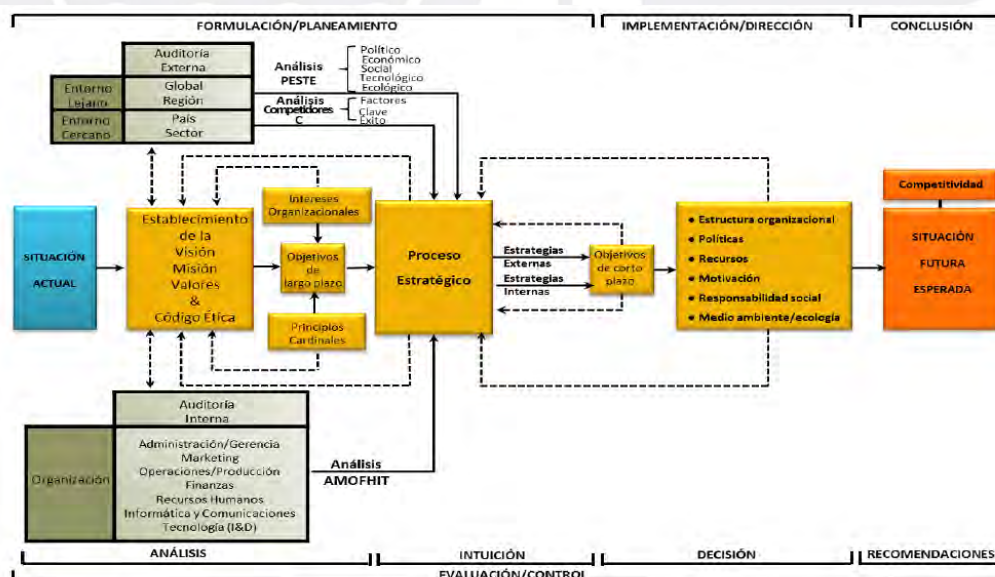 FORMULACIÓN/PLANEAMIENTO
IMPLEMENTACIÓN/DIRECCIÓN
CONCLUSIÓN
Auditoría
Externa
Entorno
Lejano
Global
Región
Entorno
Cercano
País
Sector
Análisis
PESTE
Político
Económico
Social
Tecnológico
Ecológico
Análisis
Competidores
C
Factores
Clave
Éxito
SITUACIÓN
ACTUAL
Establecimiento
de la
Visión
Misión
Valores
&
Código Ética
Intereses
Organizacionales
Objetivos
de
largo plazo
Principios
Cardinales
Proceso
Estratégico
Estrategias
Externas
Estrategias
Internas
Objetivos
de corto
plazo
• Estructura organizacional
• Políticas
• Recursos
• Motivación
• Responsabilidad social
• Medio ambiente/ecología
Competitividad
SITUACIÓN
FUTURA
ESPERADA
Auditoría
Interna
Organización
Administración/Gerencia
Marketing
Operaciones/Producción
Finanzas
Recursos Humanos
Informática y Comunicaciones
Tecnología (I&D)
Análisis
AMOFHIT
ANÁLISIS
INTUICIÓN
DECISIÓN
RECOMENDACIONES
EVALUACIÓN/CONTROL